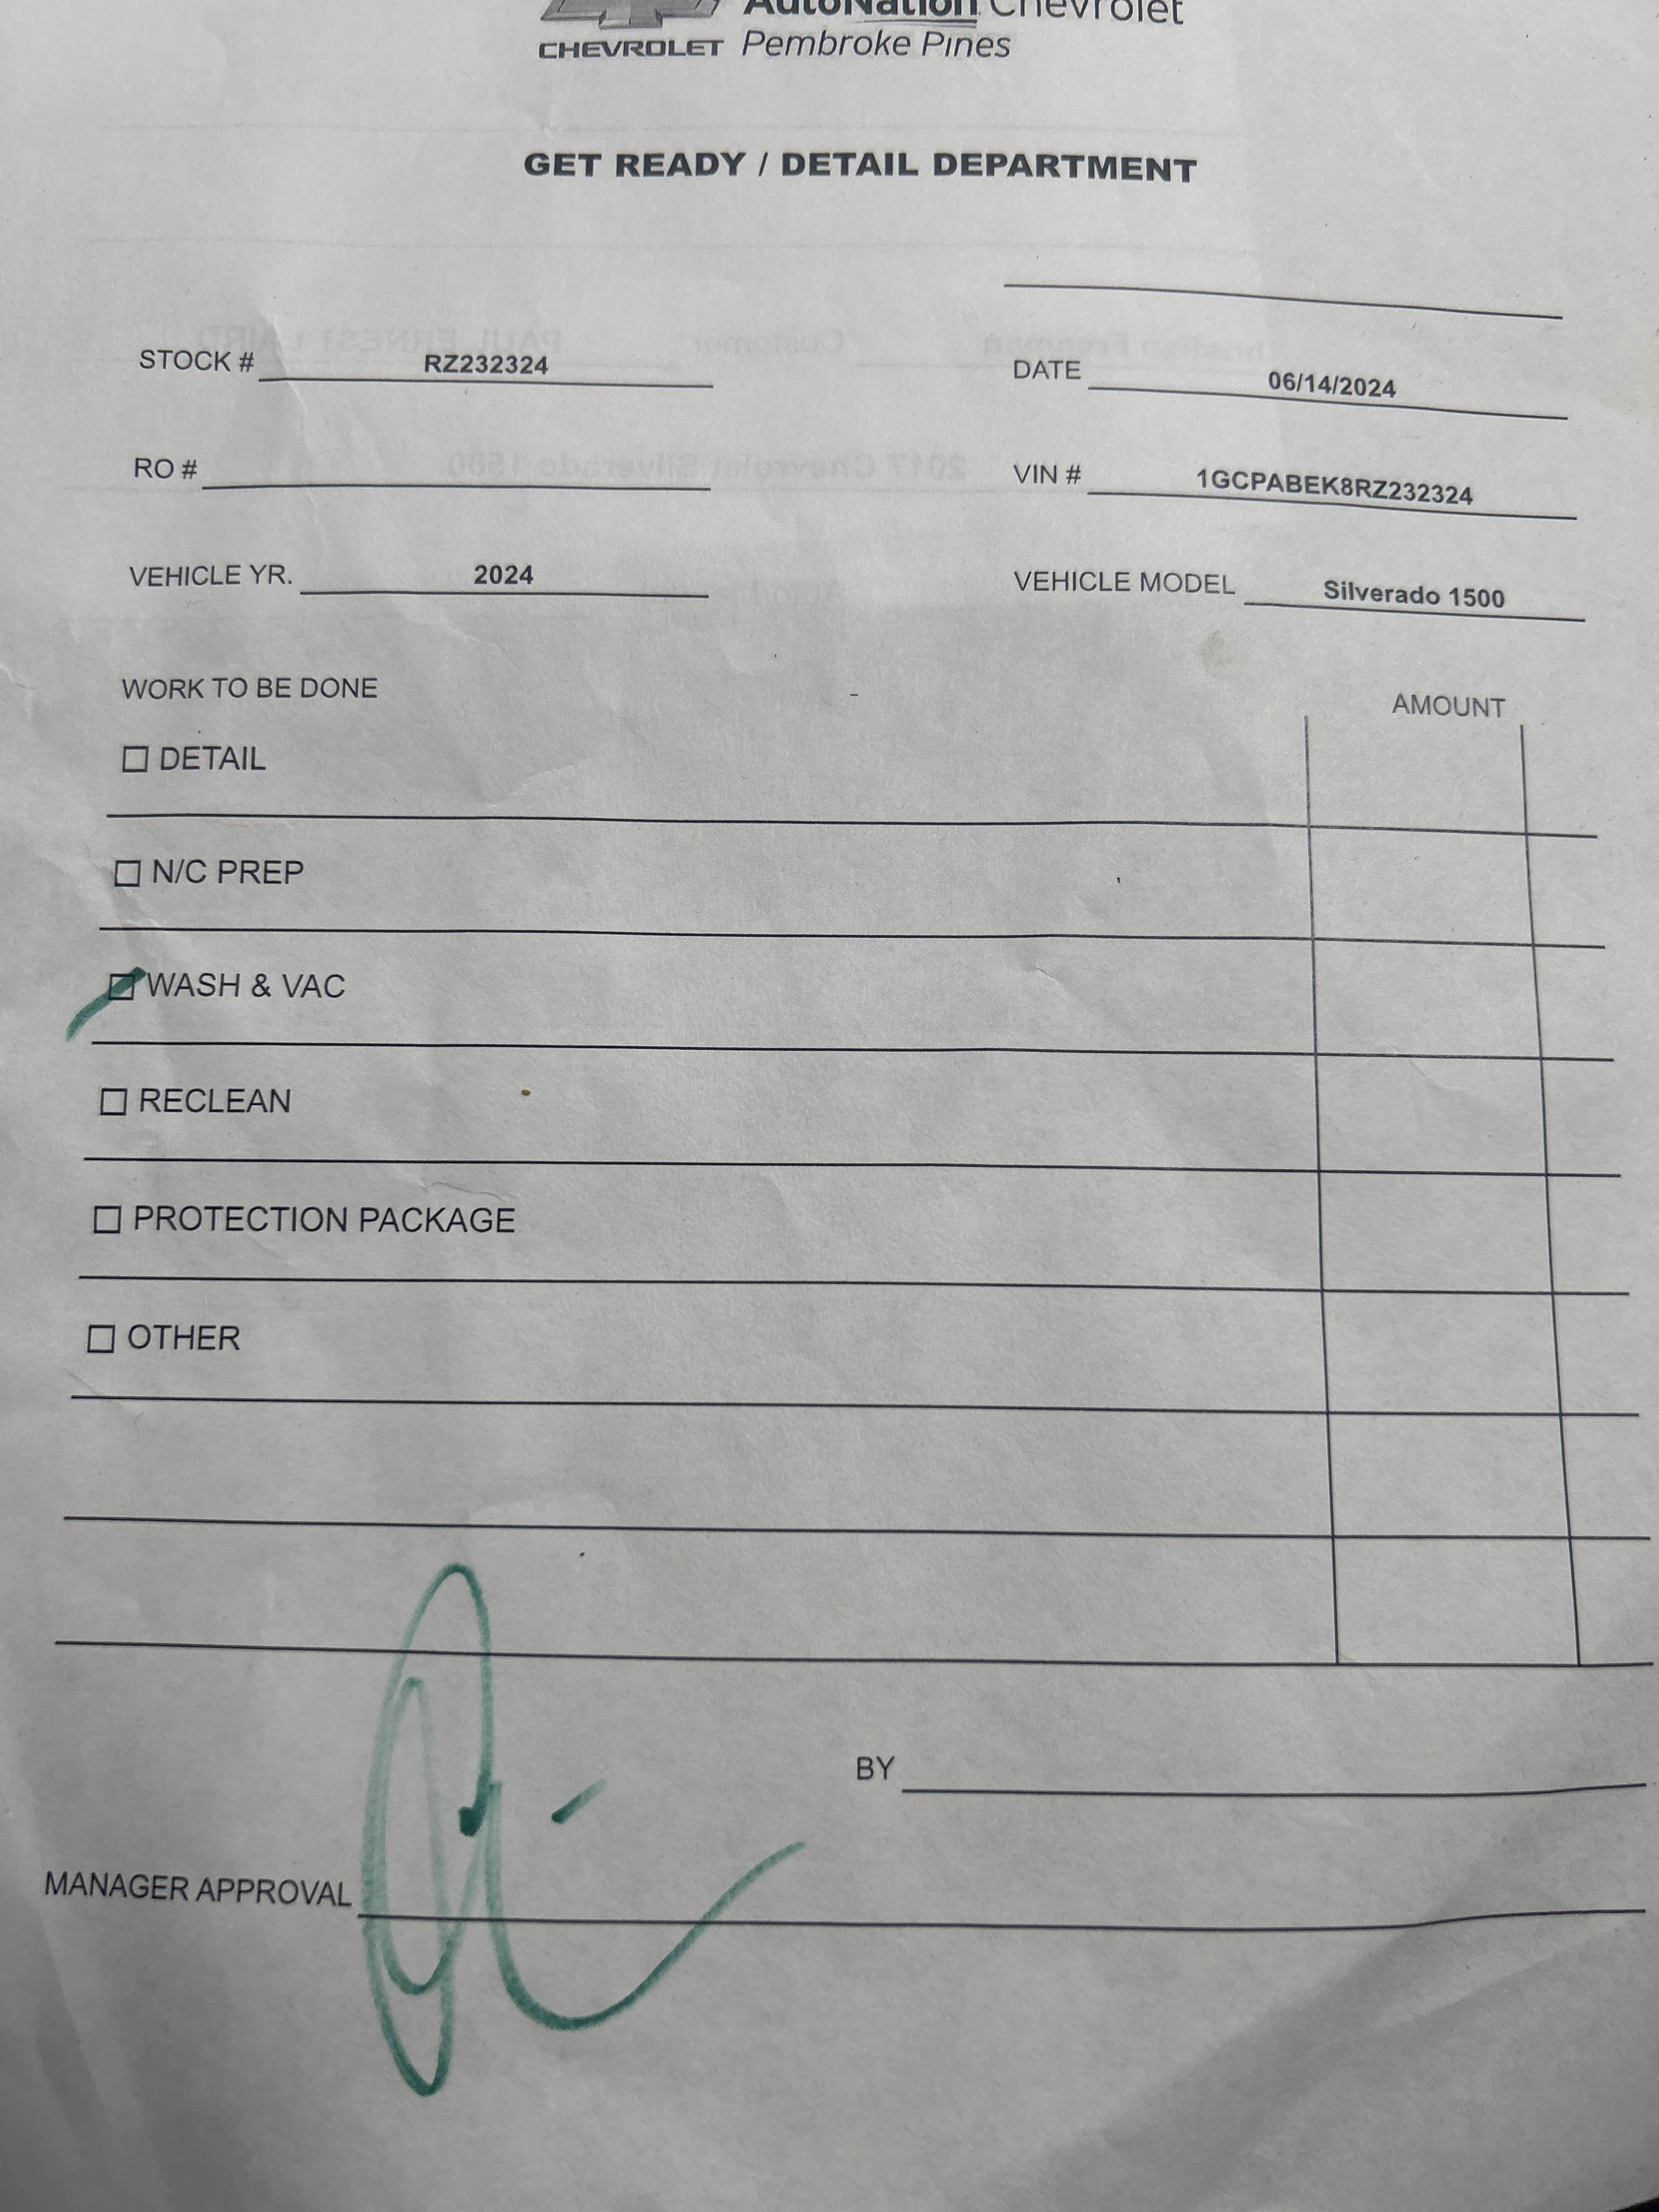 AutoNation Chevrolet
CHEVROLET Pembroke Pines
GET READY / DETAIL DEPARTMENT
STOCK # RZ232324 DATE 06/14/2024
RO # VIN # 1GCPABEK8RZ232324
VEHICLE YR. 2024 VEHICLE MODEL Silverado 1500
WORK TO BE DONE AMOUNT
DETAIL
N/C PREP
WASH & VAC
RECLEAN
PROTECTION PACKAGE
OTHER
BY
MANAGER APPROVAL